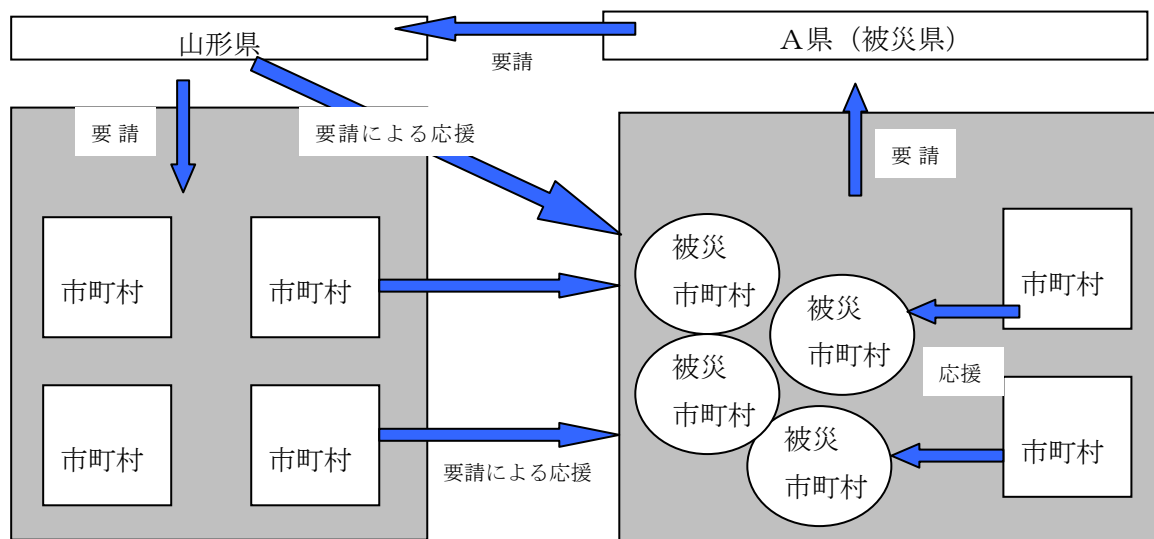 山形県
A県（被災県）
要請
要 請
要請による応援
要 請
市町村
市町村
被災
市町村
被災
市町村
市町村
被災
市町村
応援
市町村
市町村
被災
市町村
市町村
要請による応援